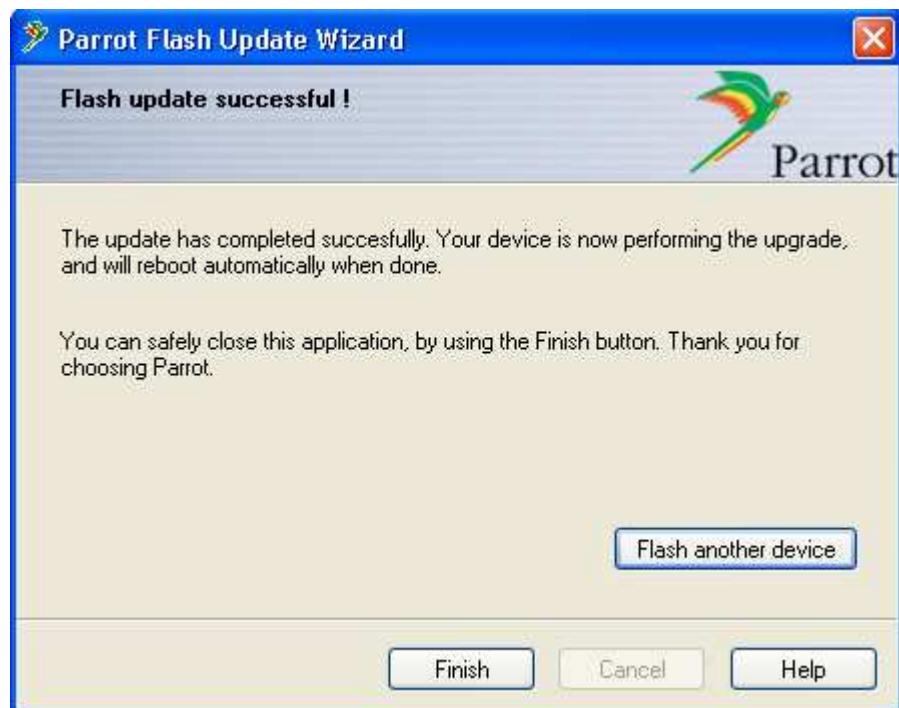 Parrot Flash Update Wizard
Flash update successful !
Parrot
The update has completed succesfully. Your device is now performing the upgrade,
and will reboot automatically when done.
You can safely close this application, by using the Finish button. Thank you for
choosing Parrot.
Flash another device
Finish
Cancel
Help